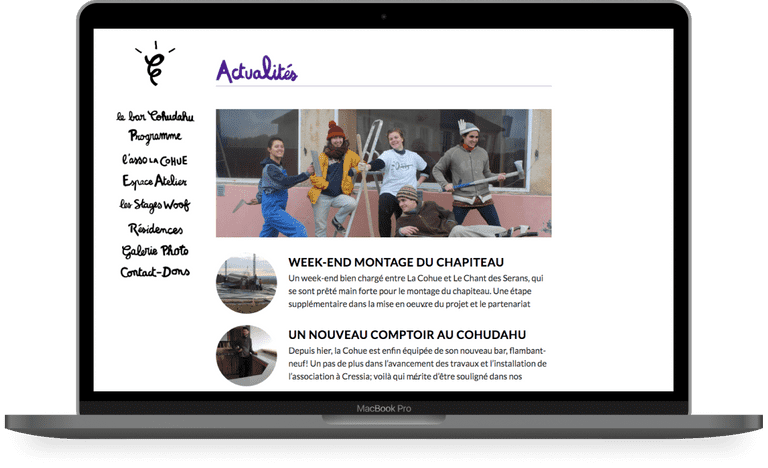 Actualités
le bar Cohudahu
Programme
l'asso LA COHUE
Espace Atelier
les Stages Woof
Résidences
Galerie Photo
Contact-Dons
WEEK-END MONTAGE DU CHAPITEAU
Un week-end bien chargé entre La Cohue et Le Chant des Serans, qui
se sont prêté main forte pour le montage du chapiteau. Une étape
supplémentaire dans la mise en oeuvre du projet et le partenariat
UN NOUVEAU COMPTOIR AU COHUDAHU
Depuis hier, la Cohue est enfin équipée de son nouveau bar, flambant-
neuf! Un pas de plus dans l'avancement des travaux et l'installation de
l'association à Cressia; voilà qui mérite d'être souligné dans nos
MacBook Pro